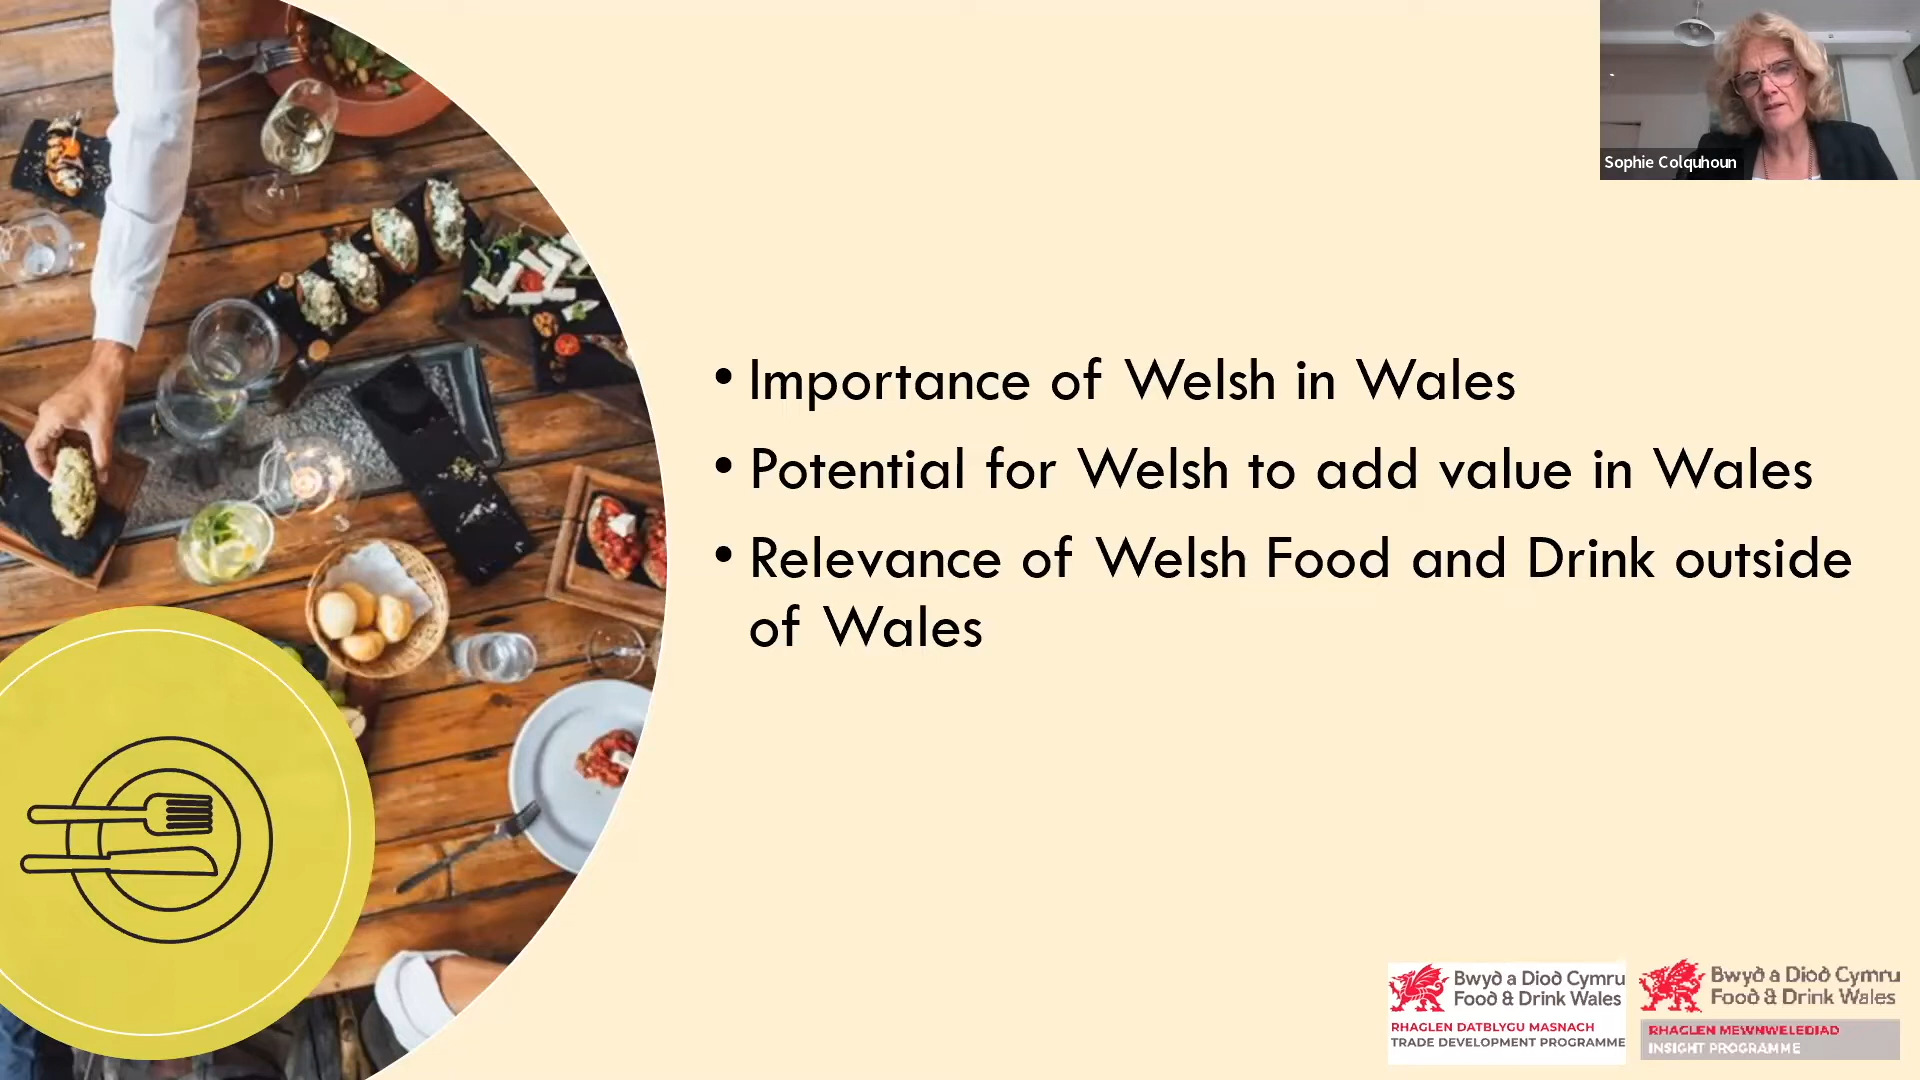 Sophie Colquhoun
• Importance of Welsh in Wales
• Potential for Welsh to add value in Wales
• Relevance of Welsh Food and Drink outside
of Wales
Bwyd a Diod Cymru
Food & Drink Wales
RHAGLEN DATBLYGU MASNACH
TRADE DEVELOPMENT PROGRAMME
Bwyd a Diod Cymru
Food & Drink Wales
RHAGLEN MEWNWELEDIAD
INSIGHT PROGRAMME